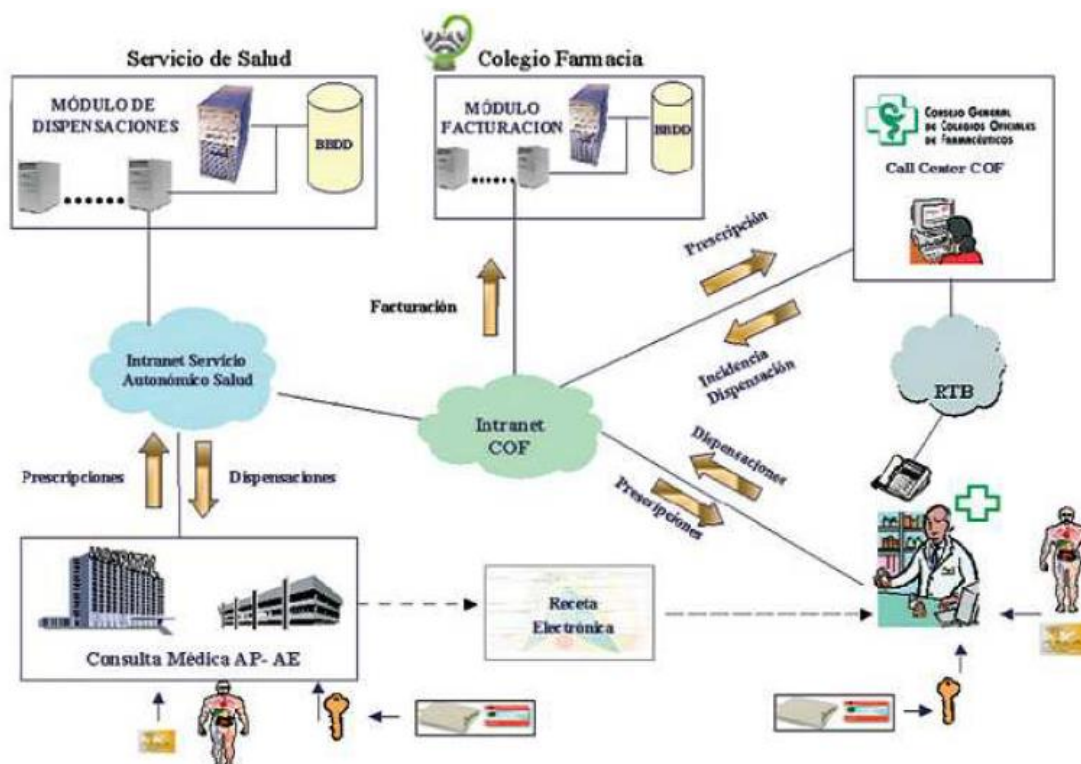 Servicio de Salud
MÓDULO DE
DISPENSACIONES
BBDD
Colegio Farmacia
MÓDULO
FACTURACION
BBDD
CONSEJO GENERAL
DE COLEGIOS OFICIALES
DE FARMACÉUTICOS
Call Center COF
Prescripción
Facturación
Incidencia
Dispensación
Intranet Servicio
Autonómico Salud
Intranet
COF
RTB
Prescripciones
Dispensaciones
Dispensaciones
Prescripciones
HOSPITAL
Consulta Médica AP- AE
Receta
Electrónica